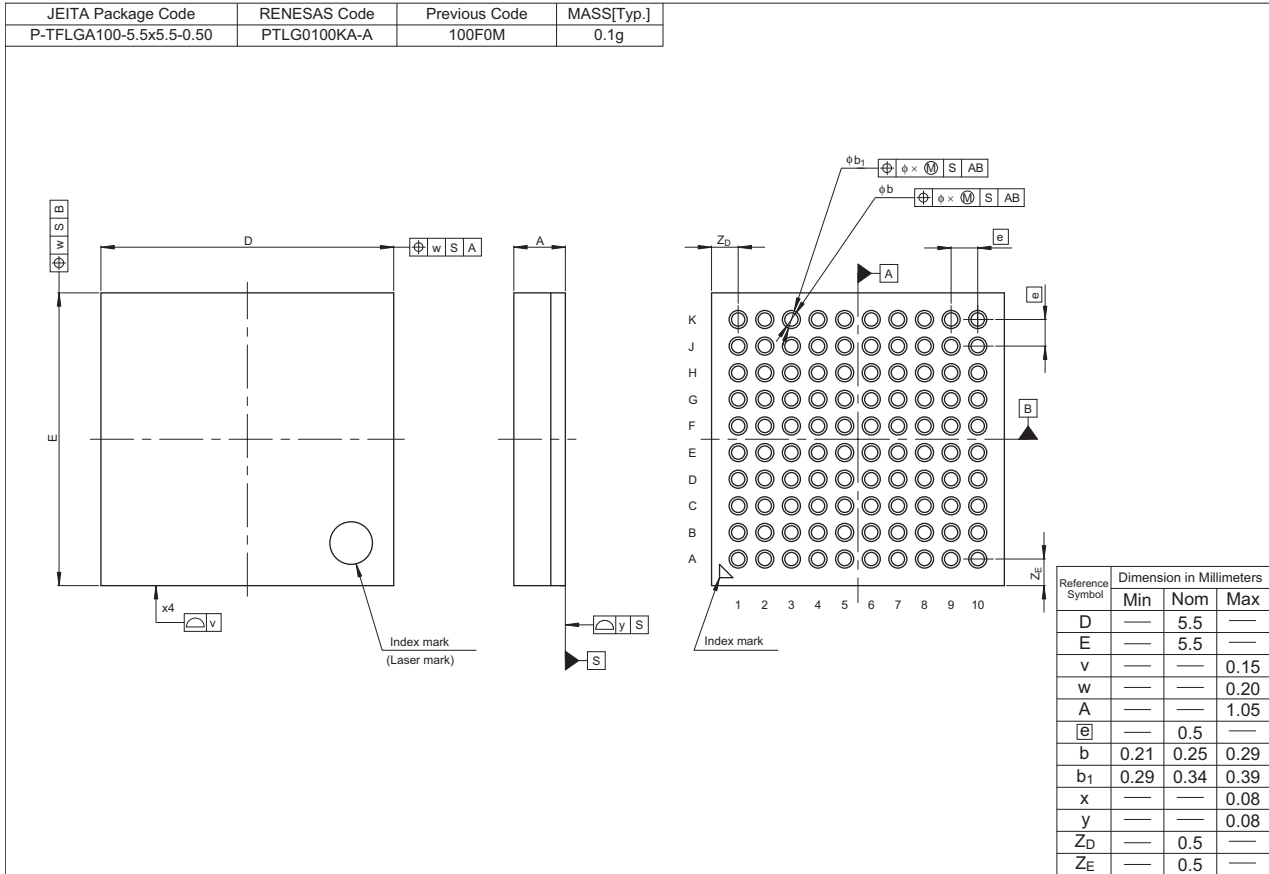 JEITA Package Code RENESAS Code Previous Code MASS[Typ.]
P-TFLGA100-5.5x5.5-0.50 PTLG0100KA-A 100F0M 0.1g
φb1 ⌖ φ × Ⓜ S AB
φb ⌖ φ × Ⓜ S AB
⌖ w S B
D
⌖ w S A
A
ZD
e
A
e
K
J
H
G
F
B
E
E
D
C
B
A
ZE
1 2 3 4 5 6 7 8 9 10
x4
⌓ v
Index mark
(Laser mark)
⌓ y S
S
Index mark
Reference Symbol Dimension in Millimeters
Min Nom Max
D — 5.5 —
E — 5.5 —
v — — 0.15
w — — 0.20
A — — 1.05
e — 0.5 —
b 0.21 0.25 0.29
b1 0.29 0.34 0.39
x — — 0.08
y — — 0.08
ZD — 0.5 —
ZE — 0.5 —